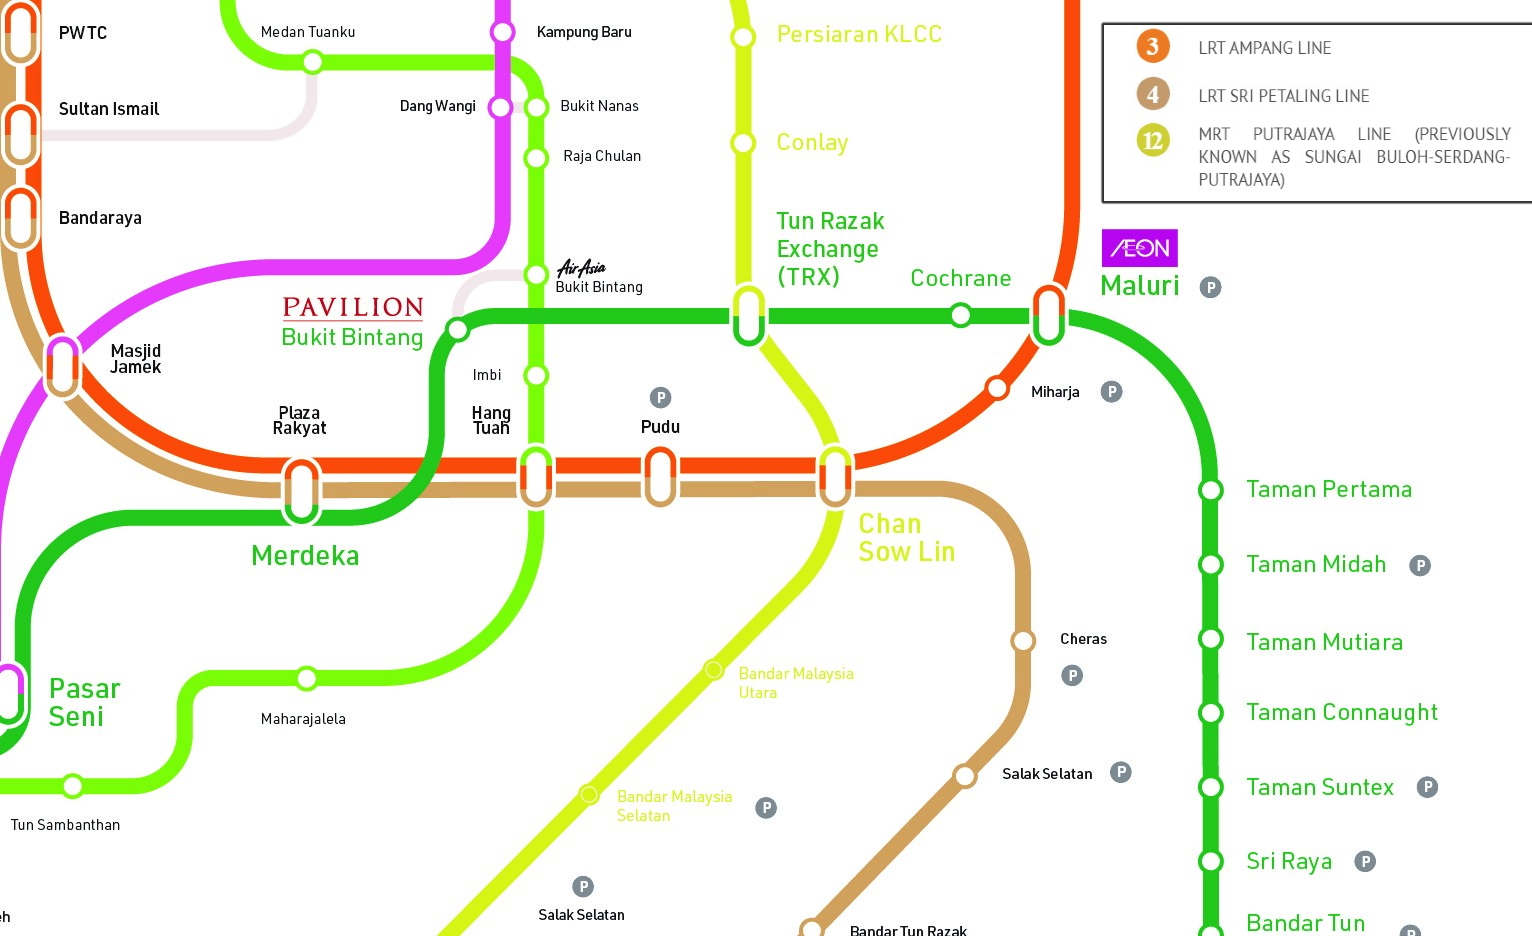 PWTC
Medan Tuanku
Kampung Baru
Persiaran KLCC
3 LRT AMPANG LINE
4 LRT SRI PETALING LINE
12 MRT PUTRAJAYA LINE (PREVIOUSLY
KNOWN AS SUNGAI BULOH-SERDANG-
PUTRAJAYA)
Sultan Ismail
Dang Wangi
Bukit Nanas
Conlay
Raja Chulan
Bandaraya
Tun Razak
Exchange
(TRX)
AEON
Maluri P
Cochrane
AirAsia
Bukit Bintang
PAVILION
Bukit Bintang
Masjid
Jamek
Imbi
Miharja P
Plaza
Rakyat
Hang
Tuah
P
Pudu
Taman Pertama
Chan
Sow Lin
Merdeka
Taman Midah P
Cheras
P
Taman Mutiara
Bandar Malaysia
Utara
Pasar
Seni
Maharajalela
Taman Connaught
Salak Selatan P
Taman Suntex P
Bandar Malaysia
Selatan P
Tun Sambanthan
Sri Raya P
P
Salak Selatan
eh
Bandar Tun Razak
Bandar Tun
P